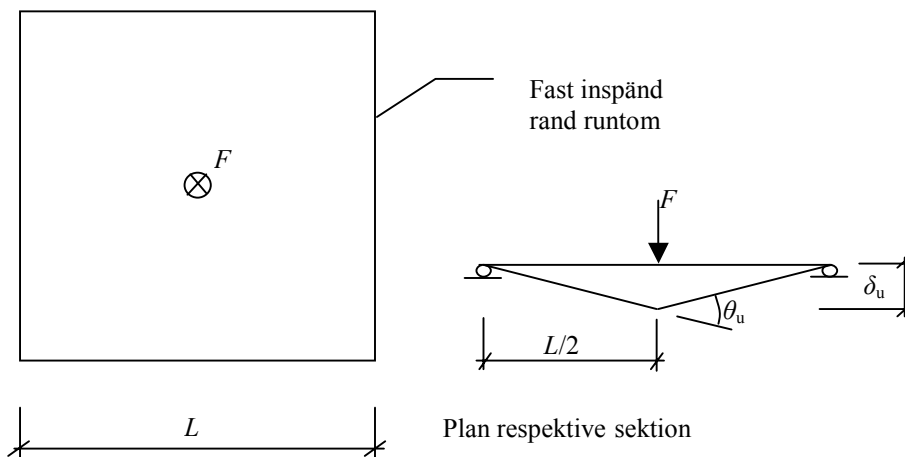 Fast inspänd
rand runtom
F
F
δu
θu
L/2
L
Plan respektive sektion